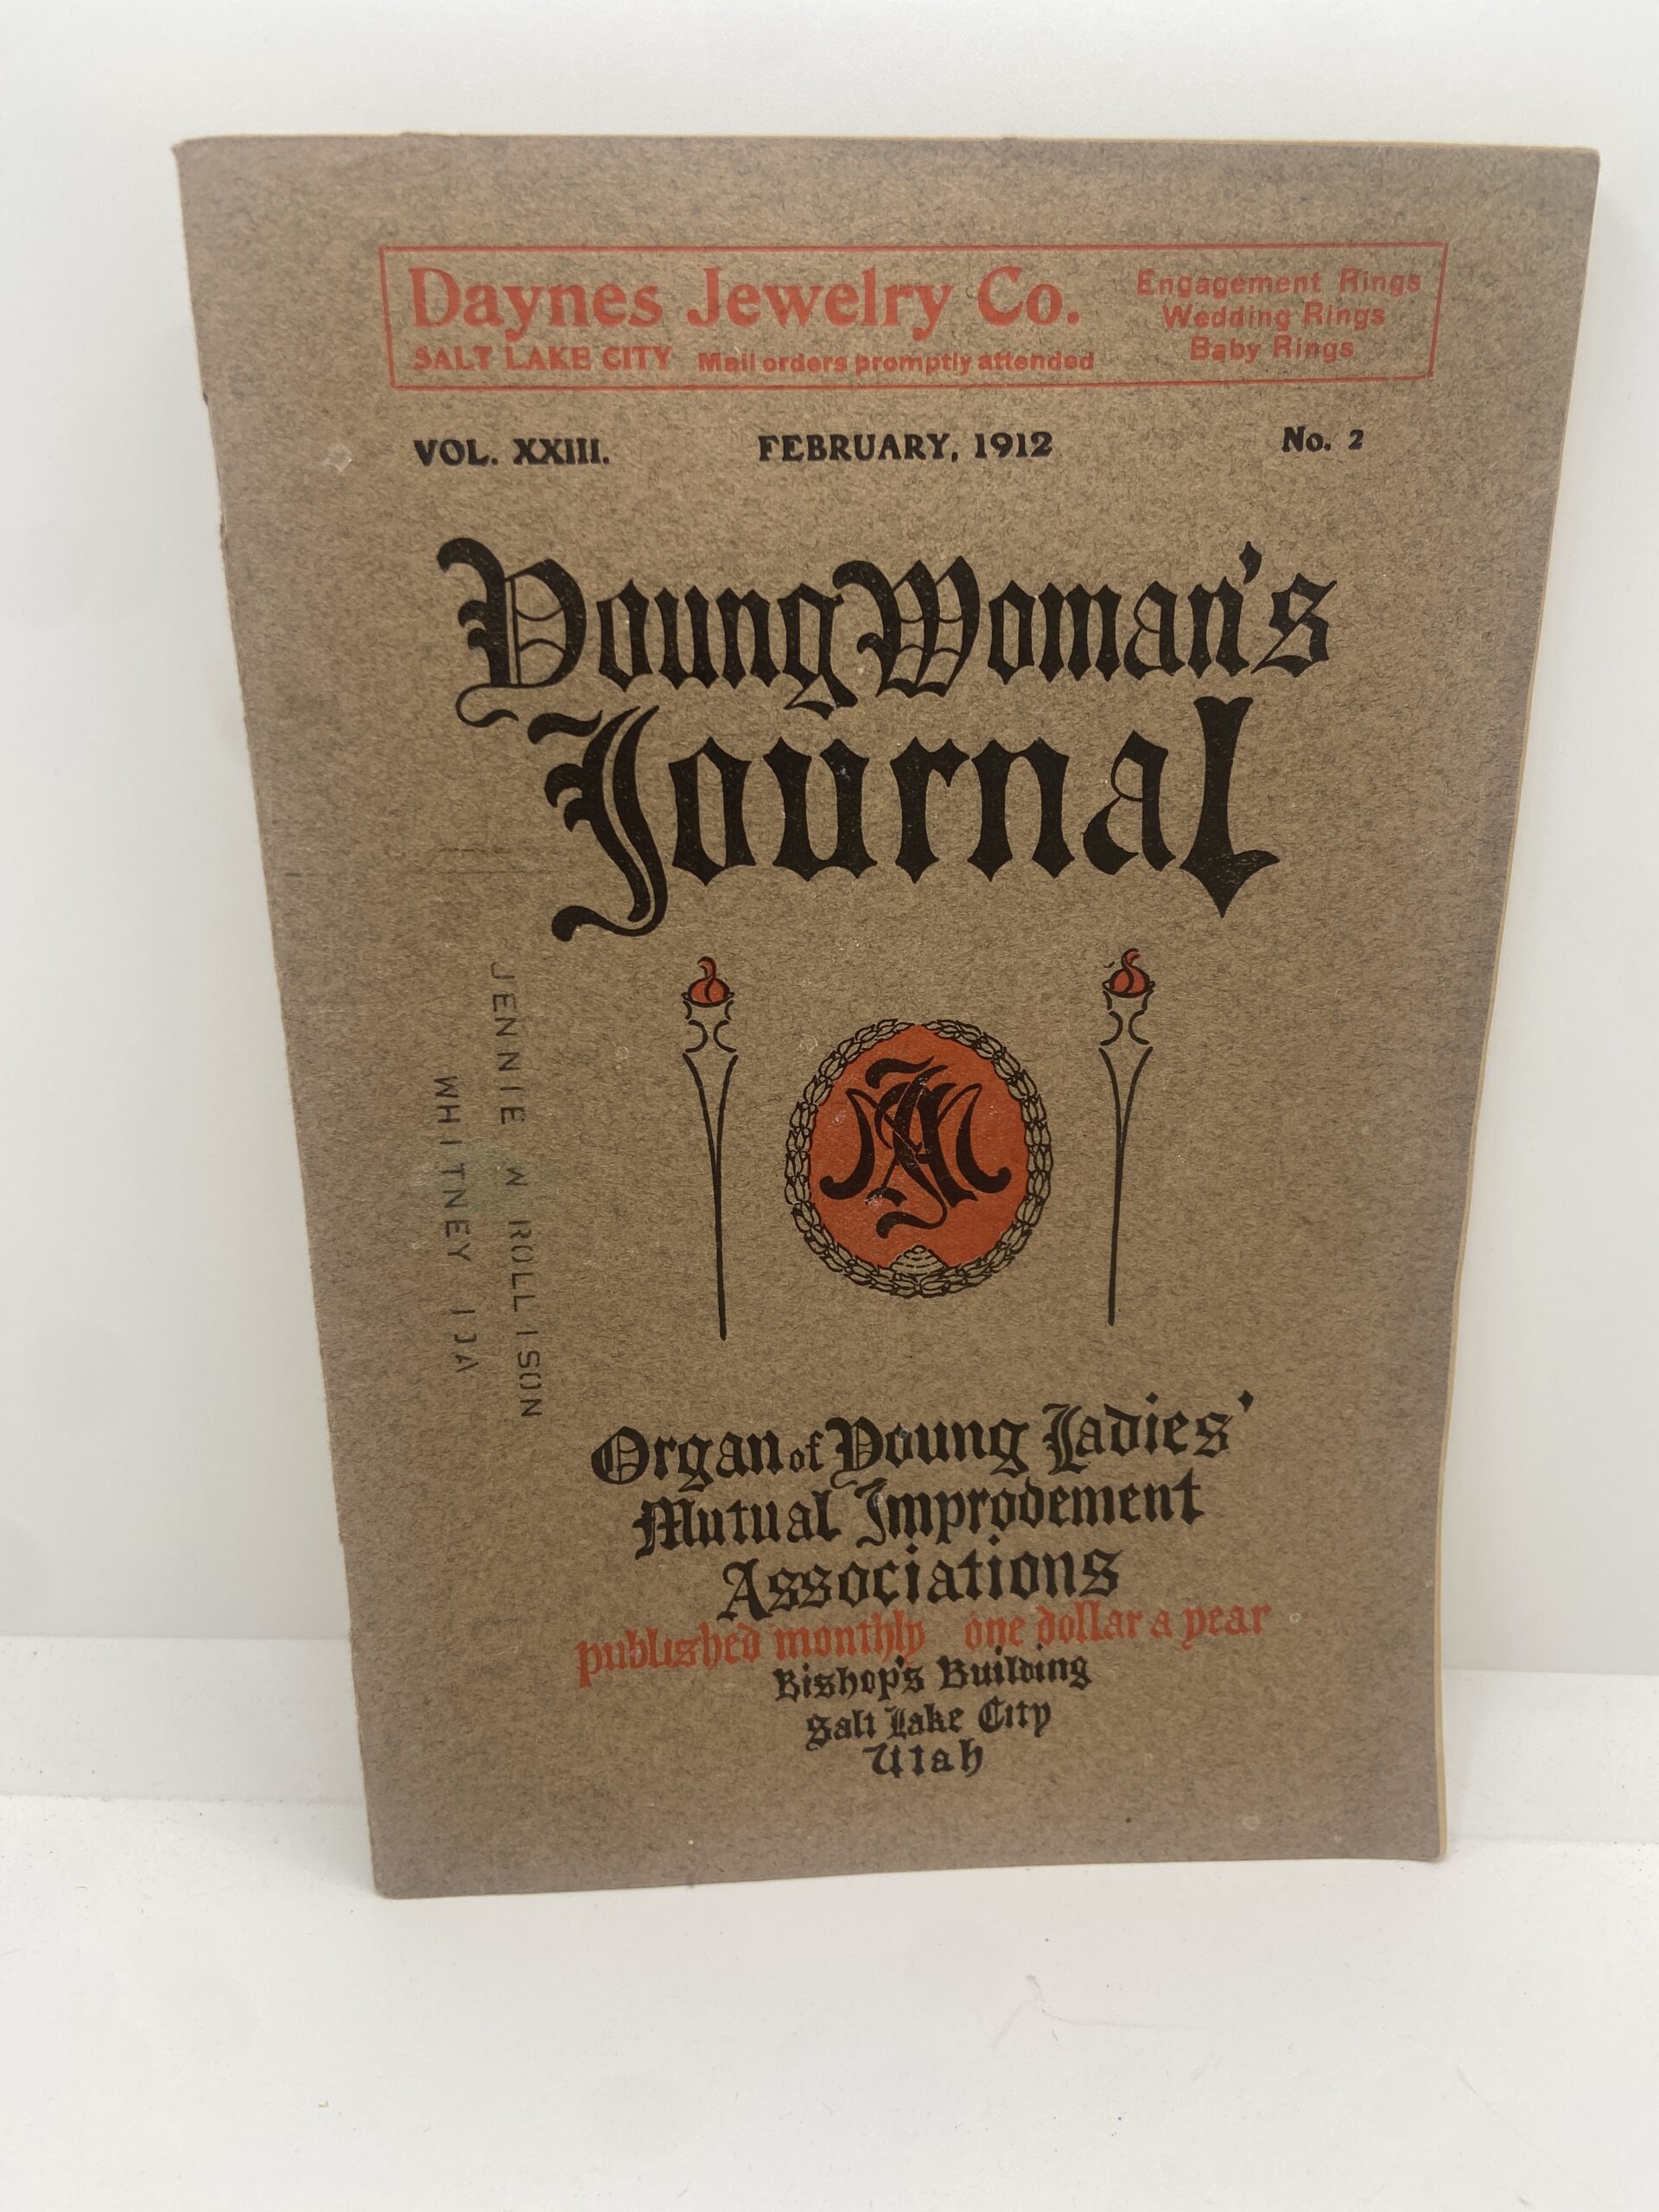 Daynes Jewelry Co.
SALT LAKE CITY Mail orders promptly attended
Engagement Rings
Wedding Rings
Baby Rings
VOL. XXIII. FEBRUARY, 1912 No. 2
Young Woman's
Journal
JENNIE W ROLLISON
WHITNEY IDA
Organ of Young Ladies'
Mutual Improvement
Associations
published monthly one dollar a year
Bishop's Building
Salt Lake City
Utah